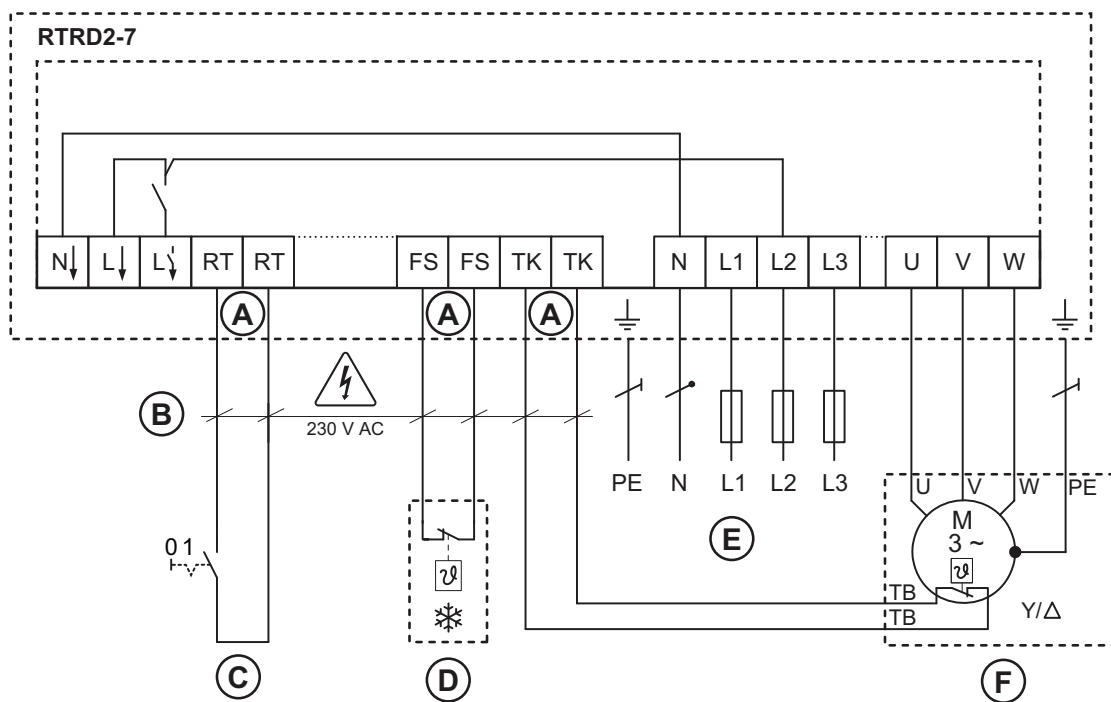 RTRD2-7
N L L RT RT FS FS TK TK N L1 L2 L3 U V W
A A A
B
230 V AC
PE N L1 L2 L3
U V W PE
M
3 ~
0 1
E
ϑ
ϑ
TB
TB
Y/Δ
C D F